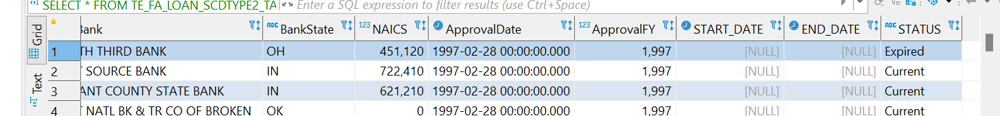 SELECT * FROM TE_FA_LOAN_SCDTYPE2_TA Enter a SQL expression to filter results (use Ctrl+Space)
Grid
Text
Bank ABC BankState 123 NAICS ApprovalDate 123 ApprovalFY START_DATE END_DATE ABC STATUS
1 TH THIRD BANK OH 451,120 1997-02-28 00:00:00.000 1,997 [NULL] [NULL] Expired
2 T SOURCE BANK IN 722,410 1997-02-28 00:00:00.000 1,997 [NULL] [NULL] Current
3 ANT COUNTY STATE BANK IN 621,210 1997-02-28 00:00:00.000 1,997 [NULL] [NULL] Current
4 T NATL BK & TR CO OF BROKEN OK 0 1997-02-28 00:00:00.000 1,997 [NULL] [NULL] Current